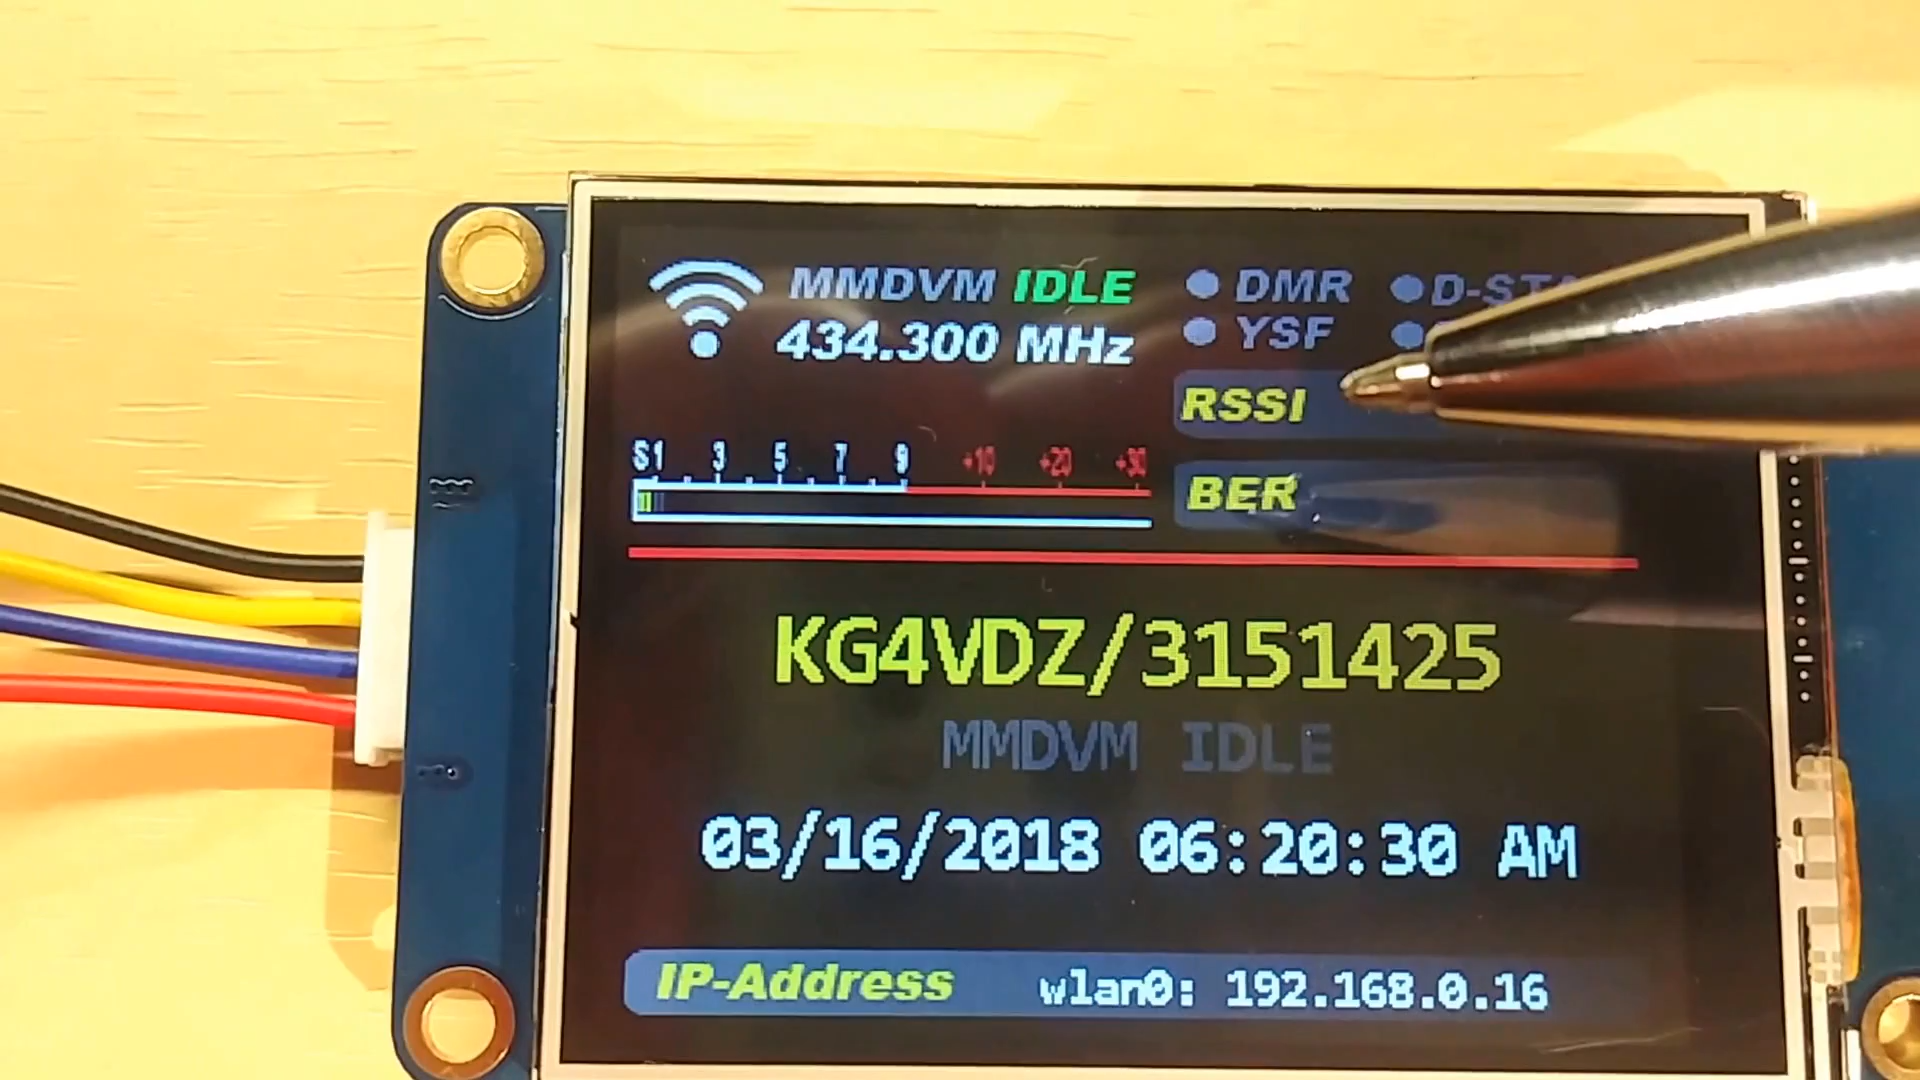 MMDVM IDLE
434.300 MHz
DMR
YSF
RSSI
S1 3 5 7 9 +10 +20 +30
BER
KG4VDZ/3151425
MMDVM IDLE
03/16/2018 06:20:30 AM
IP-Address wlan0: 192.168.0.16